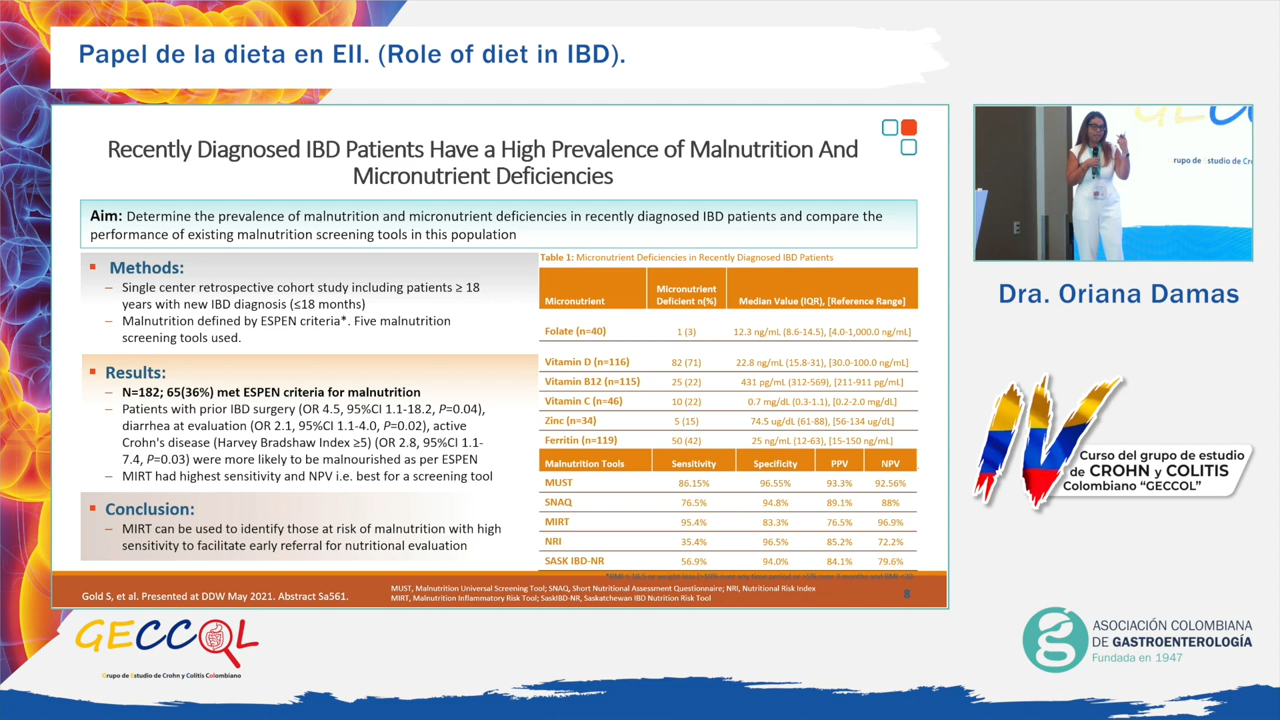 Papel de la dieta en EII. (Role of diet in IBD).
Recently Diagnosed IBD Patients Have a High Prevalence of Malnutrition And
Micronutrient Deficiencies
Aim: Determine the prevalence of malnutrition and micronutrient deficiencies in recently diagnosed IBD patients and compare the
performance of existing malnutrition screening tools in this population
Methods:
– Single center retrospective cohort study including patients ≥ 18
years with new IBD diagnosis (≤18 months)
– Malnutrition defined by ESPEN criteria*. Five malnutrition
screening tools used.
Results:
– N=182; 65(36%) met ESPEN criteria for malnutrition
– Patients with prior IBD surgery (OR 4.5, 95%CI 1.1-18.2, P=0.04),
diarrhea at evaluation (OR 2.1, 95%CI 1.1-4.0, P=0.02), active
Crohn's disease (Harvey Bradshaw Index ≥5) (OR 2.8, 95%CI 1.1-
7.4, P=0.03) were more likely to be malnourished as per ESPEN
– MIRT had highest sensitivity and NPV i.e. best for a screening tool
Conclusion:
– MIRT can be used to identify those at risk of malnutrition with high
sensitivity to facilitate early referral for nutritional evaluation
Table 1: Micronutrient Deficiencies in Recently Diagnosed IBD Patients
Micronutrient Micronutrient Deficient n(%) Median Value (IQR), [Reference Range]
Folate (n=40) 1 (3) 12.3 ng/mL (8.6-14.5), [4.0-1,000.0 ng/mL]
Vitamin D (n=116) 82 (71) 22.8 ng/mL (15.8-31), [30.0-100.0 ng/mL]
Vitamin B12 (n=115) 25 (22) 431 pg/mL (312-569), [211-911 pg/mL]
Vitamin C (n=46) 10 (22) 0.7 mg/dL (0.3-1.1), [0.2-2.0 mg/dL]
Zinc (n=34) 5 (15) 74.5 ug/dL (61-88), [56-134 ug/dL]
Ferritin (n=119) 50 (42) 25 ng/mL (12-63), [15-150 ng/mL]
Malnutrition Tools Sensitivity Specificity PPV NPV
MUST 86.15% 96.55% 93.3% 92.56%
SNAQ 76.5% 94.8% 89.1% 88%
MIRT 95.4% 83.3% 76.5% 96.9%
NRI 35.4% 96.5% 85.2% 72.2%
SASK IBD-NR 56.9% 94.0% 84.1% 79.6%
Gold S, et al. Presented at DDW May 2021. Abstract Sa561.
MUST, Malnutrition Universal Screening Tool; SNAQ, Short Nutritional Assessment Questionnaire; NRI, Nutritional Risk Index
MIRT, Malnutrition Inflammatory Risk Tool; SaskIBD-NR, Saskatchewan IBD Nutrition Risk Tool
8
rupo de studio de Cro
Dra. Oriana Damas
IV
Curso del grupo de estudio
de CROHN y COLITIS
Colombiano “GECCOL”
GECCOL
Grupo de Estudio de Crohn y Colitis Colombiano
ASOCIACIÓN COLOMBIANA
DE GASTROENTEROLOGÍA
Fundada en 1947